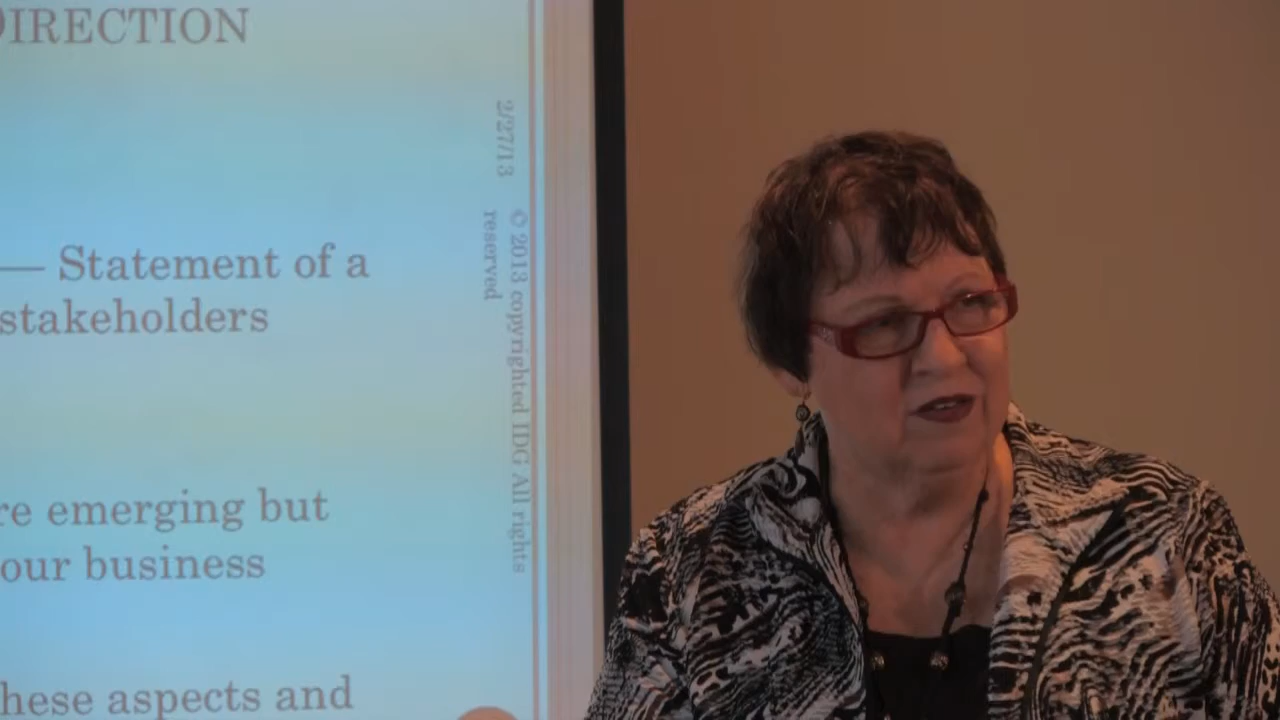 DIRECTION
— Statement of a
stakeholders
re emerging but
our business
hese aspects and
2/27/13
© 2013 copyrighted IDG All rights
reserved